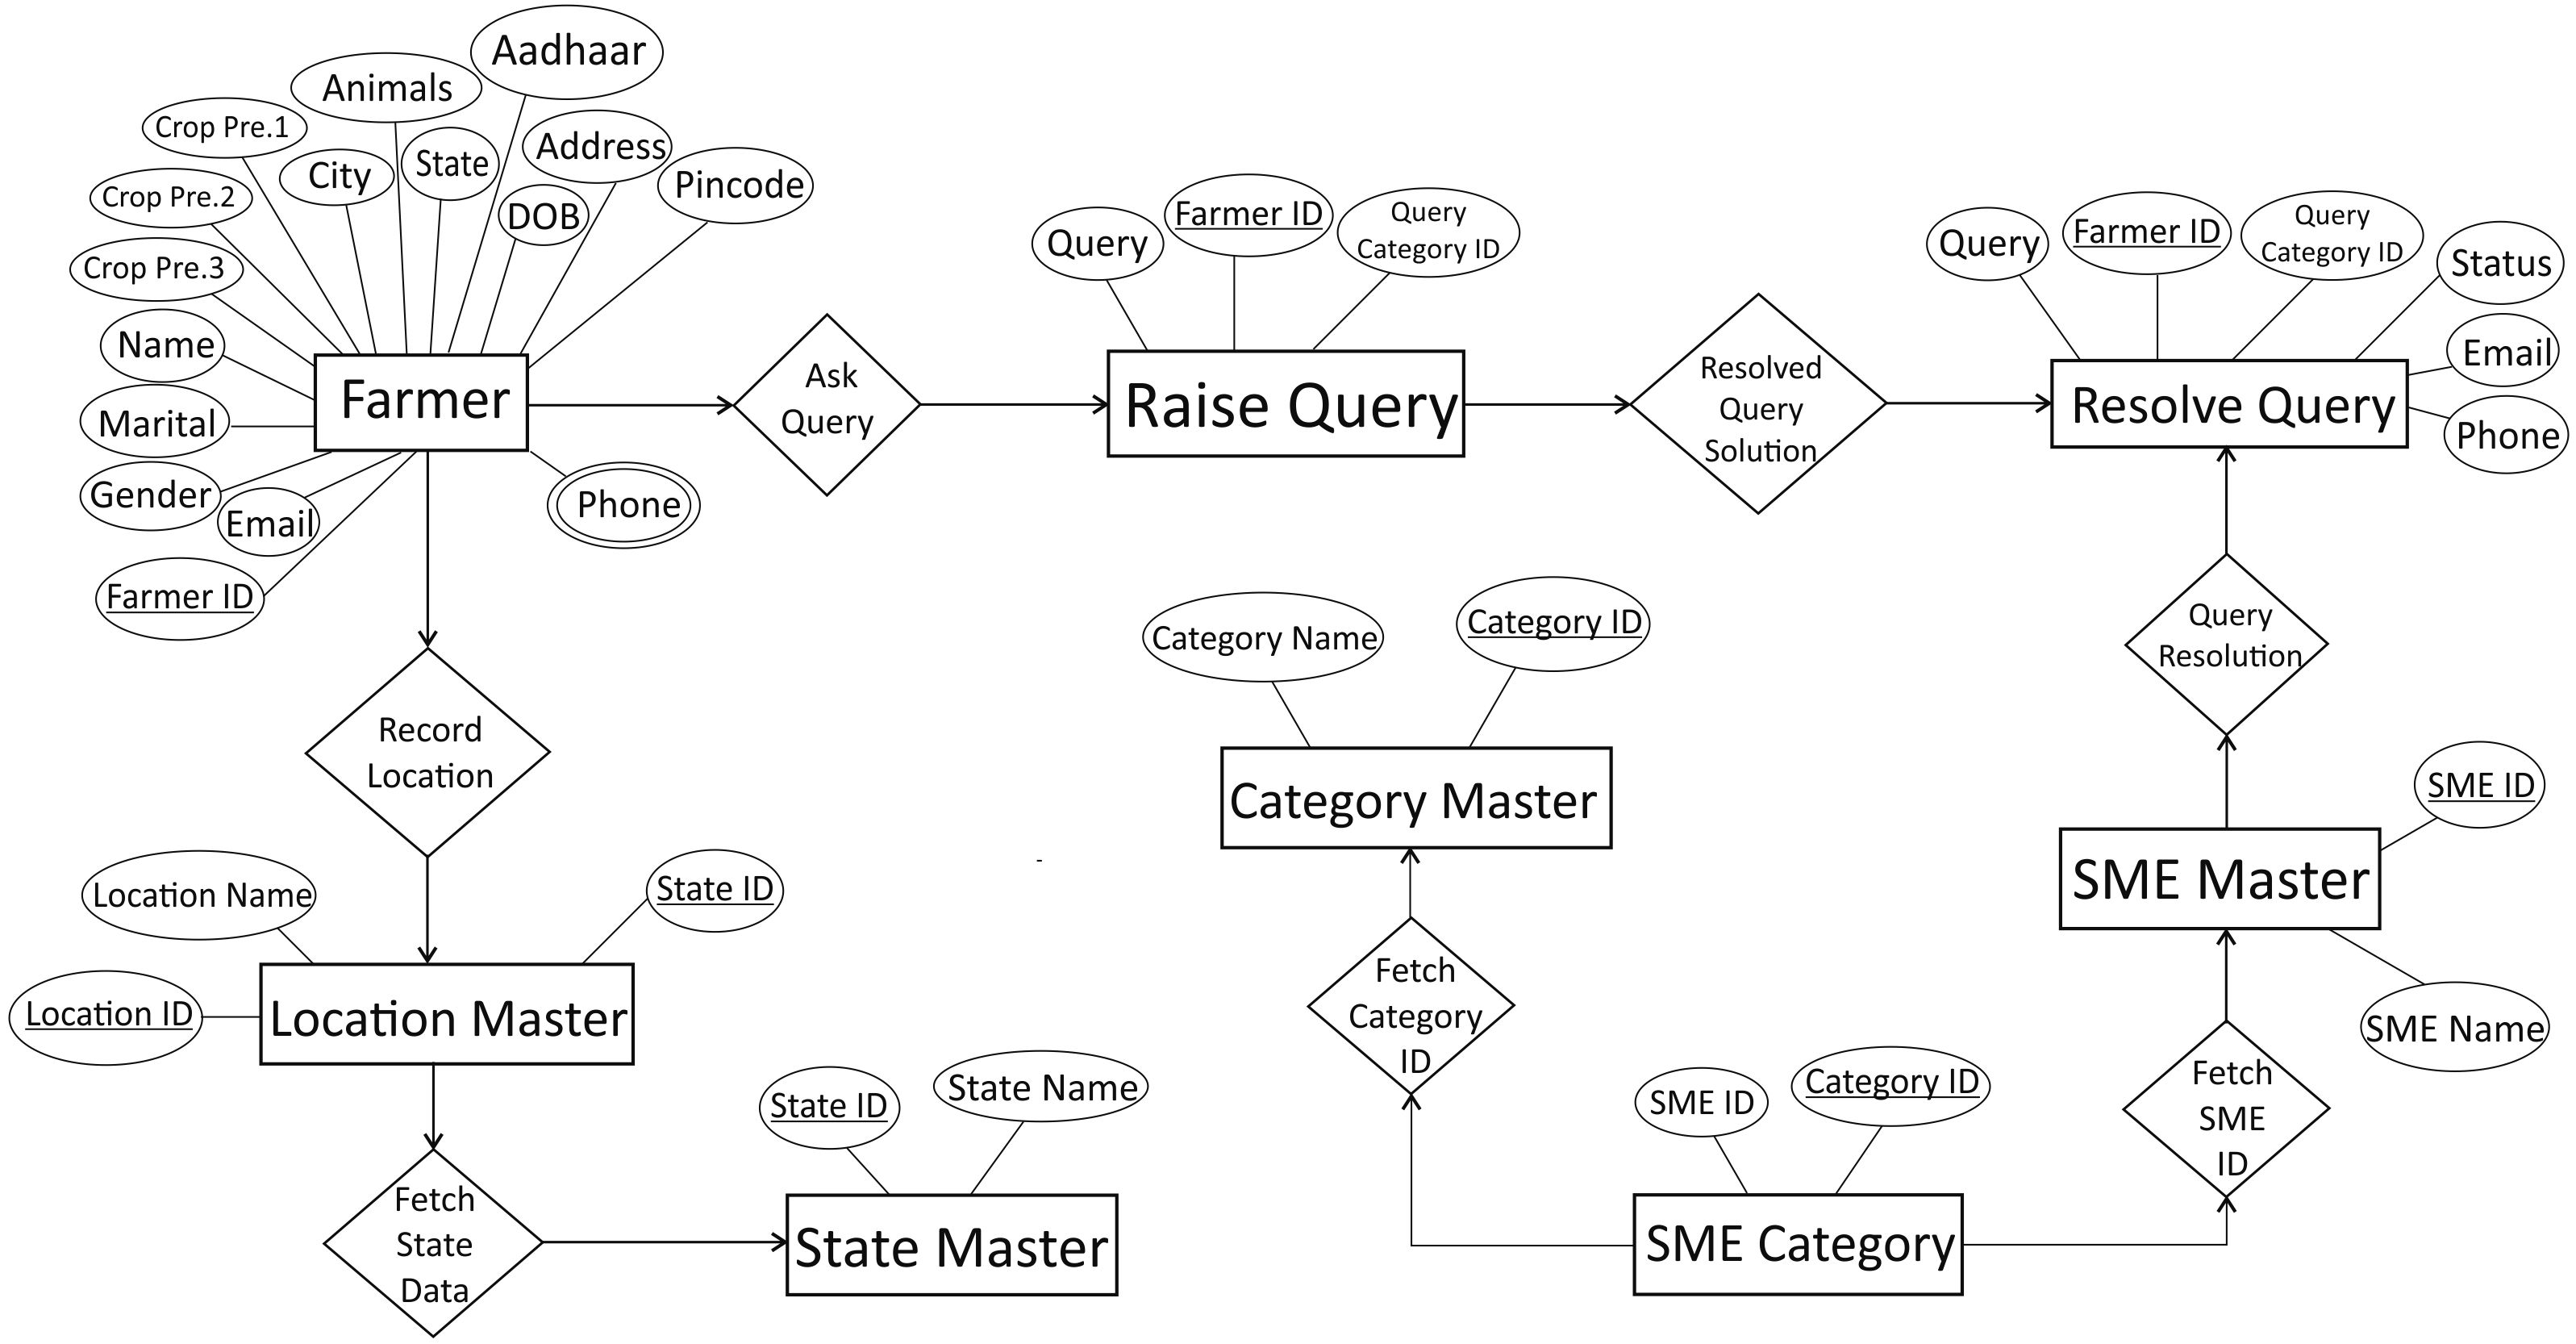 Aadhaar
Animals
Crop Pre.1
Address
City
State
Pincode
Crop Pre.2
DOB
Crop Pre.3
Name
Marital
Gender
Email
Farmer ID
Phone
Farmer
Ask
Query
Query
Farmer ID
Query
Category ID
Raise Query
Resolved
Query
Solution
Query
Farmer ID
Query
Category ID
Status
Email
Phone
Resolve Query
Record
Location
Location Name
State ID
Location ID
Location Master
Fetch
State
Data
State ID
State Name
State Master
Category Name
Category ID
Category Master
Fetch
Category
ID
SME ID
Category ID
SME Category
Query
Resolution
SME ID
SME Master
SME Name
Fetch
SME
ID
-